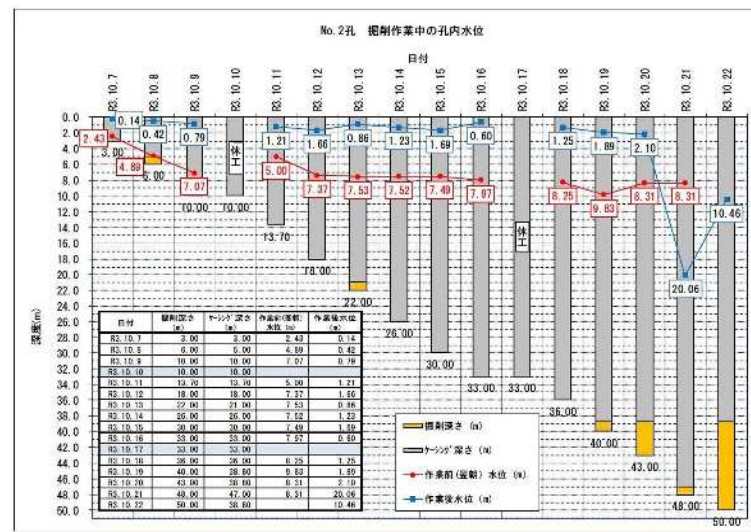 No.2孔 掘削作業中の孔内水位
日付
R3.10.7 R3.10.8 R3.10.9 R3.10.10 R3.10.11 R3.10.12 R3.10.13 R3.10.14 R3.10.15 R3.10.16 R3.10.17 R3.10.18 R3.10.19 R3.10.20 R3.10.21 R3.10.22
深度(m)
0.0
2.0
4.0
6.0
8.0
10.0
12.0
14.0
16.0
18.0
20.0
22.0
24.0
26.0
28.0
30.0
32.0
34.0
36.0
38.0
40.0
42.0
44.0
46.0
48.0
50.0
0.14 0.42 0.79 1.21 1.66 0.86 1.23 1.69 0.60 1.25 1.89 2.10 20.06 10.46
2.43 4.89 7.07 5.00 7.37 7.53 7.52 7.49 7.97 8.25 9.83 8.31 8.31
3.00 6.00 10.00 10.00 13.70 18.00 22.00 26.00 30.00 33.00 33.00 36.00 40.00 43.00 48.00 50.00
休工
休工
日付 掘削深さ(m) ケーシング深さ(m) 作業前(翌朝)水位(m) 作業後水位(m)
R3.10.7 3.00 3.00 2.43 0.14
R3.10.8 6.00 5.00 4.89 0.42
R3.10.9 10.00 10.00 7.07 0.79
R3.10.10 10.00 10.00
R3.10.11 13.70 13.70 5.00 1.21
R3.10.12 18.00 18.00 7.37 1.66
R3.10.13 22.00 21.00 7.53 0.86
R3.10.14 26.00 26.00 7.52 1.23
R3.10.15 30.00 30.00 7.49 1.69
R3.10.16 33.00 33.00 7.97 0.60
R3.10.17 33.00 33.00
R3.10.18 36.00 36.00 8.25 1.25
R3.10.19 40.00 38.80 9.83 1.89
R3.10.20 43.00 38.80 8.31 2.10
R3.10.21 48.00 47.00 8.31 20.06
R3.10.22 50.00 38.80 10.46
掘削深さ (m)
ケーシング深さ (m)
作業前(翌朝) 水位 (m)
作業後水位 (m)